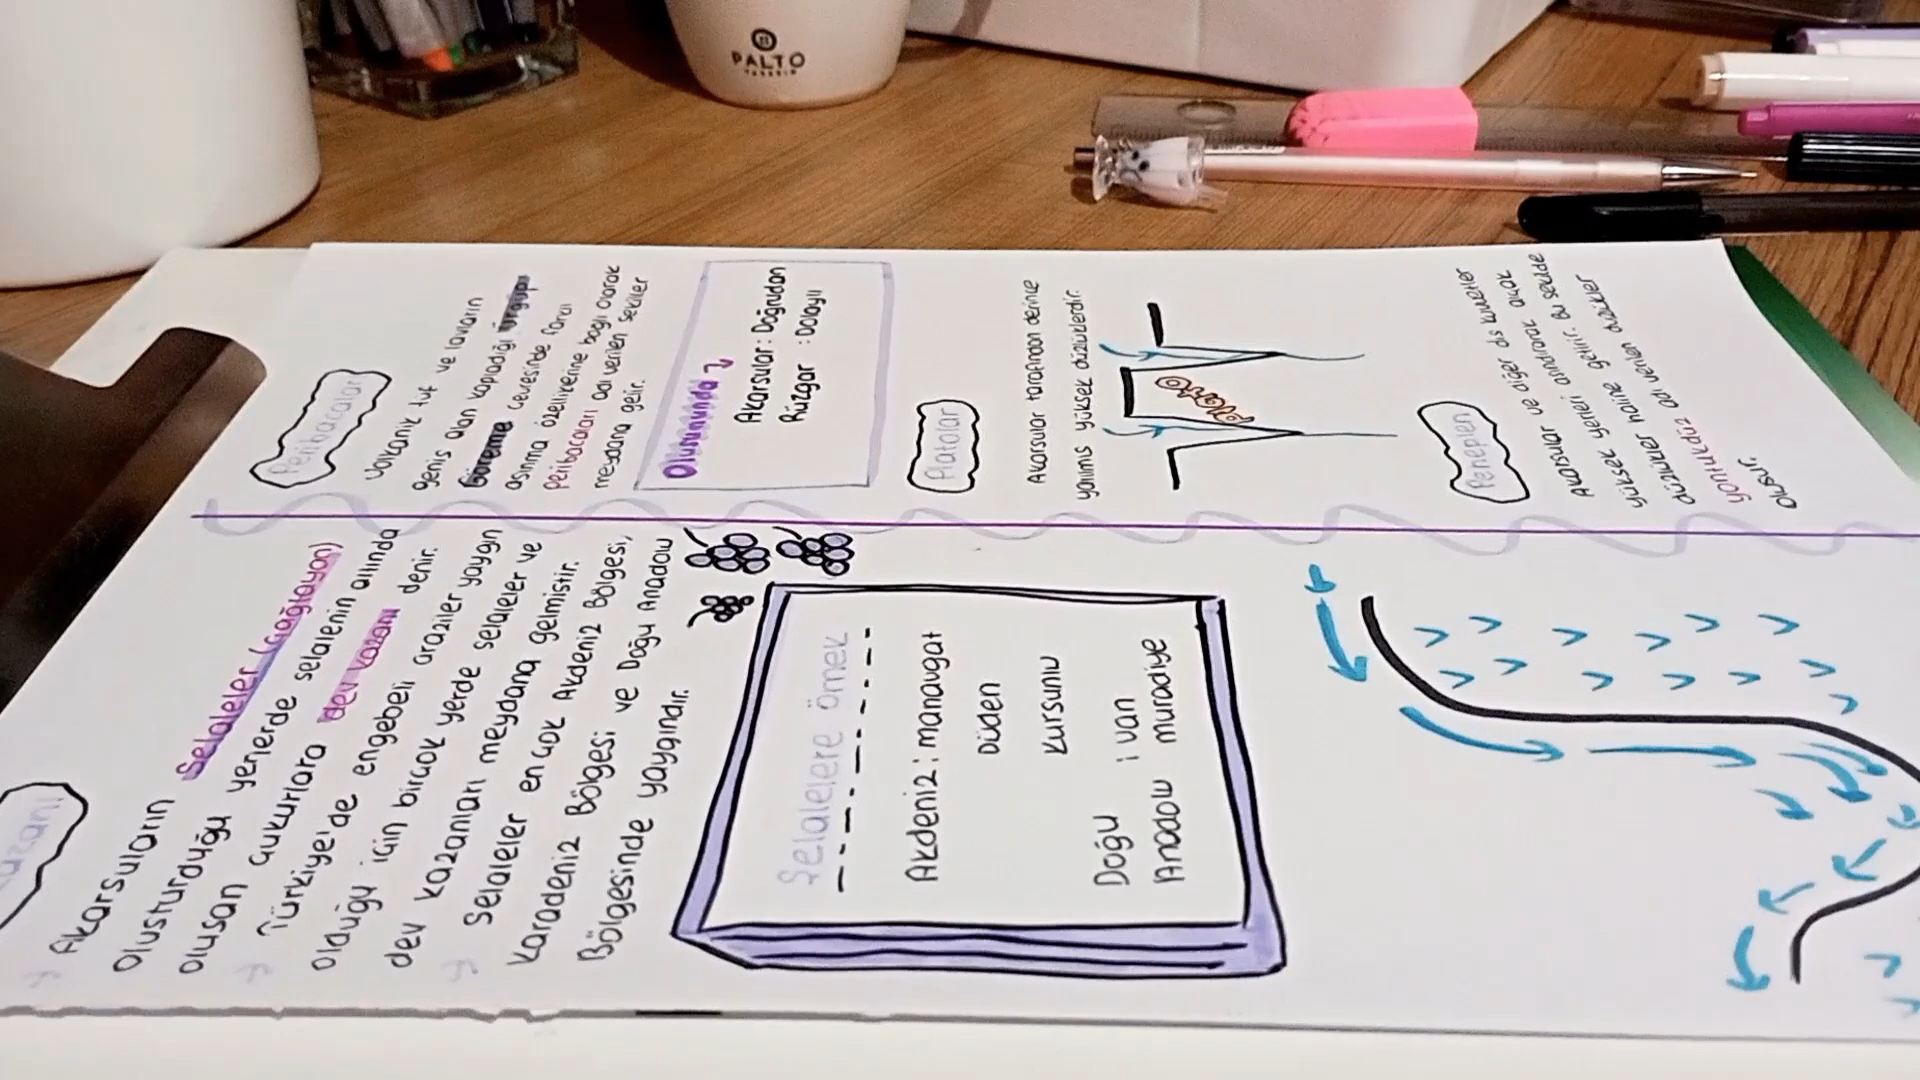 Akarsuların Şelaleler (Çağlayan)
oluşturduğu yerlerde şelalenin altında
oluşan çukurlara dev kazanı denir.
Türkiye'de engebeli araziler yaygın
olduğu için birçok yerde şelaleler ve
dev kazanları meydana gelmiştir.
Şelaleler en çok Akdeniz Bölgesi,
Karadeniz Bölgesi ve Doğu Anadolu
Bölgesinde yaygındır.
Şelalelere örnek
Akdeniz: manavgat
Düden
Kurşunlu
Doğu
Anadolu : van
muradiye
Peribacaları
Volkanik tüf ve lavların
geniş alan kapladığı Ürgüp
Göreme çevresinde farklı
aşınma özelliklerine bağlı olarak
peribacaları adı verilen şekiller
meydana gelir.
Oluşumunda
Akarsular: Doğrudan
Rüzgar : Dolaylı
Platolar
Akarsular tarafından derince
yarılmış yüksek düzlüklerdir.
plato
Peneplen
Akarsular ve diğer dış kuvvetler
yüksek yerleri aşındırarak alçak
düzlükler haline gelir. Bu şekilde
yontukdüz adı verilen düzlükler
oluşur.
PALTO